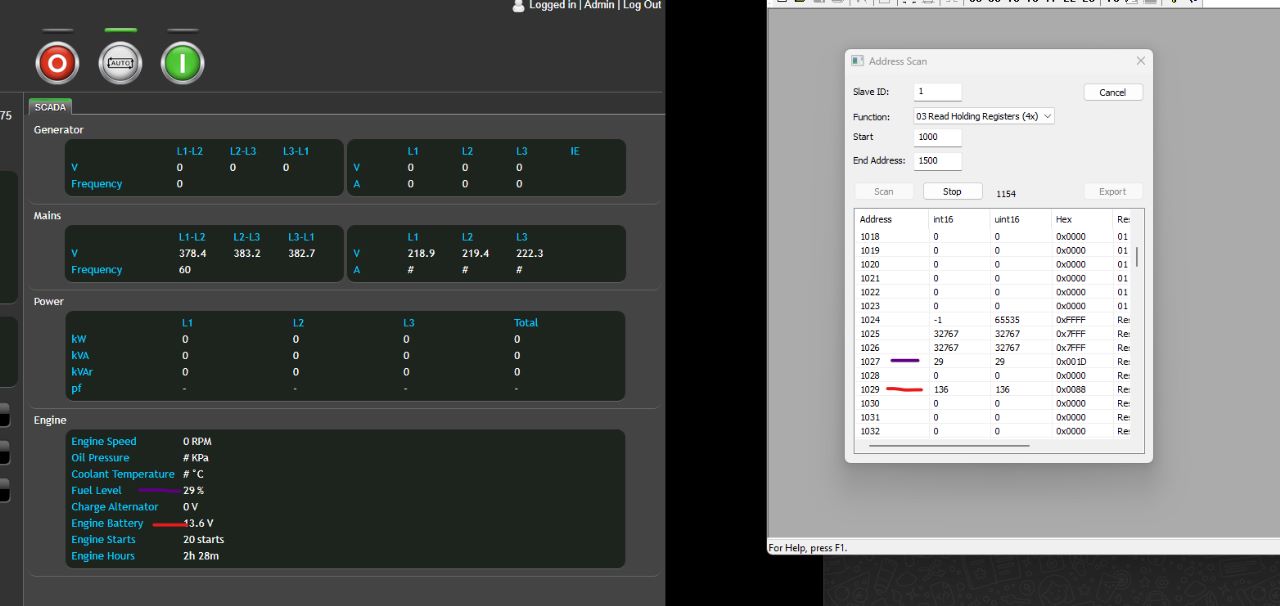 Logged in | Admin | Log Out
AUTO
75
SCADA
Generator
L1-L2 L2-L3 L3-L1
V 0 0 0
Frequency 0
L1 L2 L3 IE
V 0 0 0
A 0 0 0
Mains
L1-L2 L2-L3 L3-L1
V 378.4 383.2 382.7
Frequency 60
L1 L2 L3
V 218.9 219.4 222.3
A # # #
Power
L1 L2 L3 Total
kW 0 0 0 0
kVA 0 0 0 0
kVAr 0 0 0 0
pf - - - -
Engine
Engine Speed 0 RPM
Oil Pressure # KPa
Coolant Temperature # °C
Fuel Level 29 %
Charge Alternator 0 V
Engine Battery 13.6 V
Engine Starts 20 starts
Engine Hours 2h 28m
Address Scan
Slave ID: 1 Cancel
Function: 03 Read Holding Registers (4x)
Start 1000
End Address: 1500
Scan Stop 1154 Export
Address int16 uint16 Hex Re
1018 0 0 0x0000 01
1019 0 0 0x0000 01
1020 0 0 0x0000 01
1021 0 0 0x0000 01
1022 0 0 0x0000 01
1023 0 0 0x0000 01
1024 -1 65535 0xFFFF Re
1025 32767 32767 0x7FFF Re
1026 32767 32767 0x7FFF Re
1027 29 29 0x001D Re
1028 0 0 0x0000 Re
1029 136 136 0x0088 Re
1030 0 0 0x0000 Re
1031 0 0 0x0000 Re
1032 0 0 0x0000 Re
For Help, press F1.